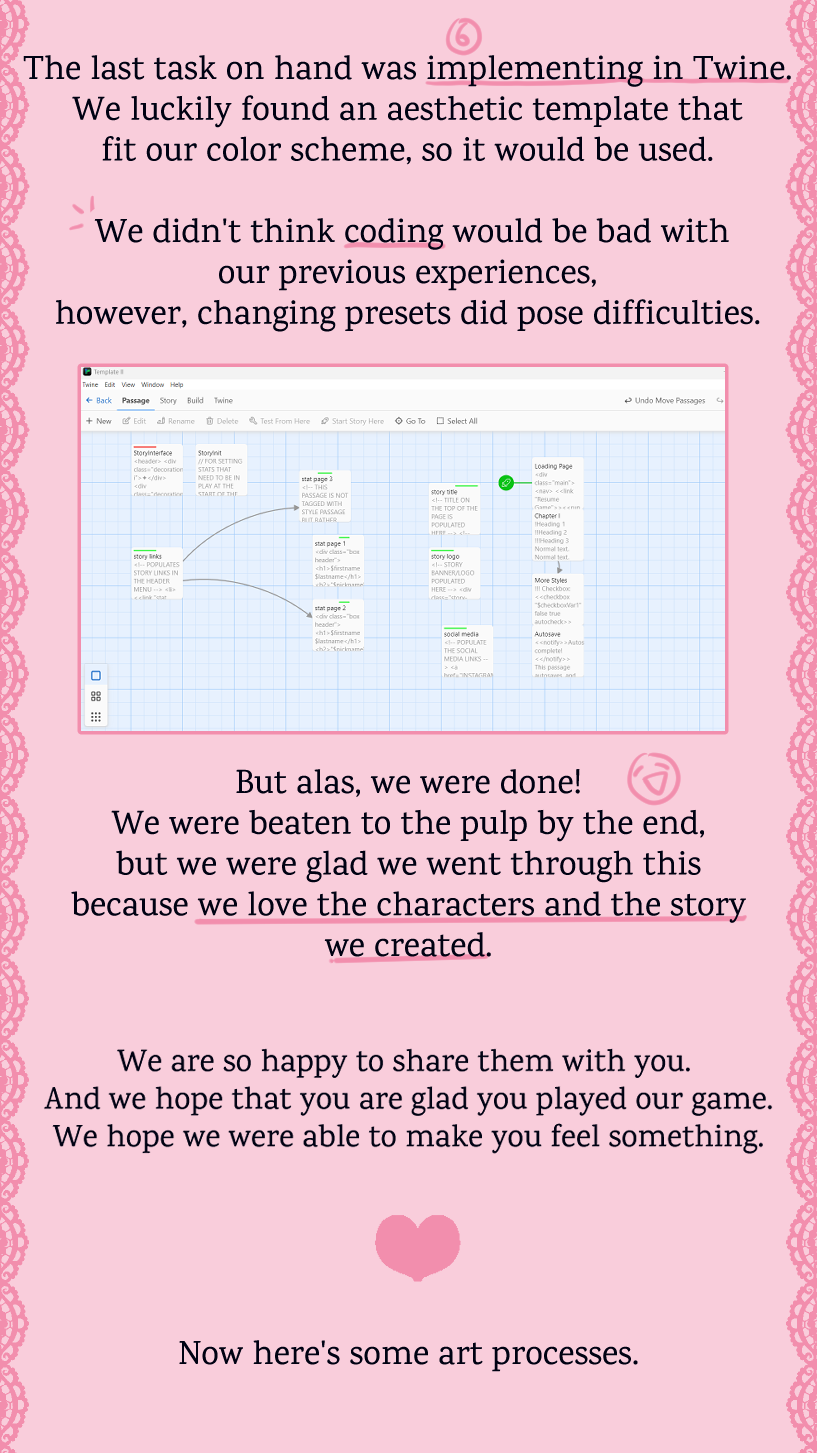 6
The last task on hand was implementing in Twine.
We luckily found an aesthetic template that
fit our color scheme, so it would be used.
We didn't think coding would be bad with
our previous experiences,
however, changing presets did pose difficulties.
Template II
Twine Edit View Window Help
Back Passage Story Build Twine Undo Move Passages
New Edit Rename Delete Test From Here Start Story Here Go To Select All
StoryInterface
<header> <div
class="decoration
I">✦</div>
<div
class="decoration
StoryInit
// FOR SETTING
STATS THAT
NEED TO BE IN
PLAY AT THE
START OF THE
stat page 3
<!-- THIS
PASSAGE IS NOT
TAGGED WITH
STYLE PASSAGE
BUT RATHER
story title
<!-- TITLE ON
THE TOP OF THE
PAGE IS
POPULATED
HERE --> <!--
Loading Page
<div
class="main">
<nav> <<link
"Resume
Game">>
Chapter I
!!Heading 1
!!Heading 2
!!!Heading 3
Normal text,
Normal text,
stat page 1
<div class="box
header">
<h1>$firstname
$lastname</h1>
<h2>"$nickname
story links
<!-- POPULATES
STORY LINKS IN
THE HEADER
MENU --> <<
<<link "stat
story logo
<!-- STORY
BANNER/LOGO
POPULATED
HERE --> <div
class="story-
More Styles
!!! Checkbox
<<checkbox
"$checkboxVar1"
false true
autocheck>>
stat page 2
<div class="box
header">
<h1>$firstname
$lastname</h1>
<h2>"$nickname
social media
<!-- POPULATE
THE SOCIAL
MEDIA LINKS --
> <a
href="INSTAGRAM
Autosave
<<notify>>Autos
complete!
<</notify>>
This passage
autosaves, and
But alas, we were done!
We were beaten to the pulp by the end,
but we were glad we went through this
because we love the characters and the story
we created.
We are so happy to share them with you.
And we hope that you are glad you played our game.
We hope we were able to make you feel something.
Now here's some art processes.